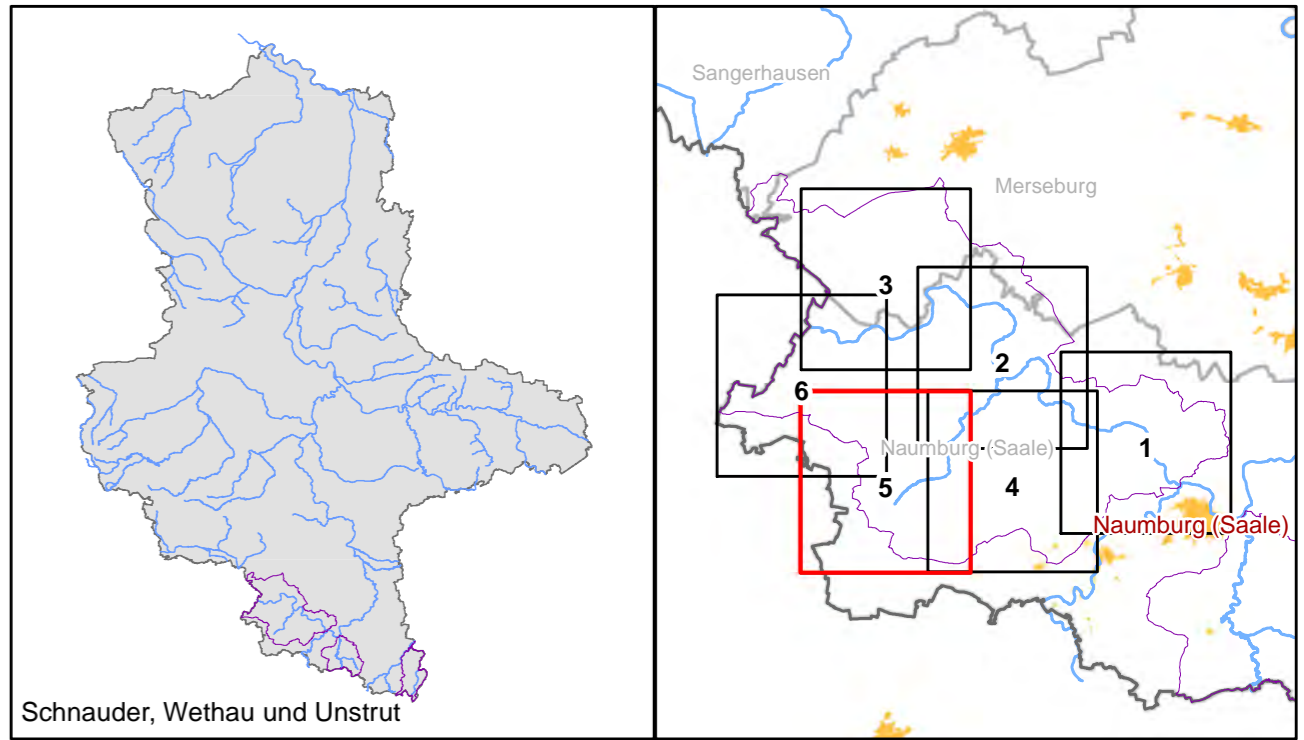 Schnauder, Wethau und Unstrut
Sangerhausen
Merseburg
3
2
6
Naumburg (Saale)
1
5
4
Naumburg (Saale)